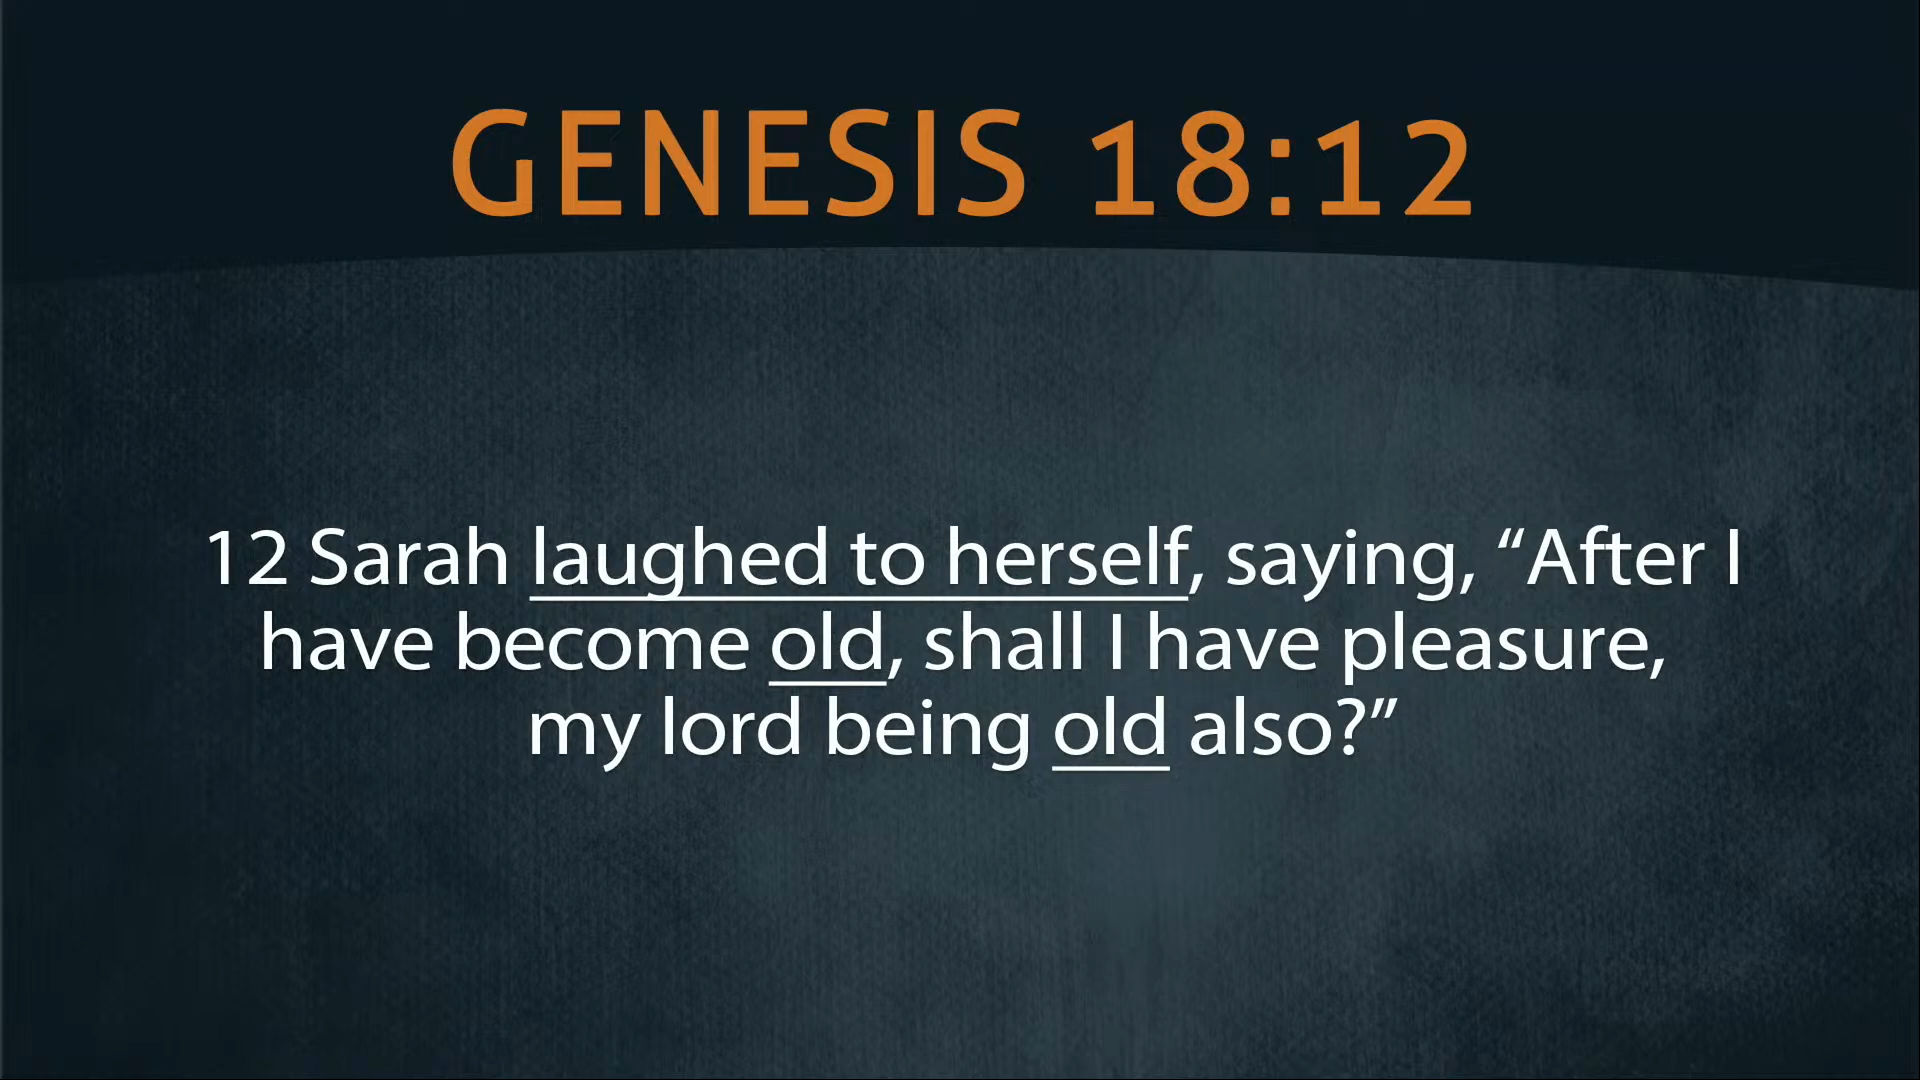 GENESIS 18:12
12 Sarah laughed to herself, saying, “After I
have become old, shall I have pleasure,
my lord being old also?”